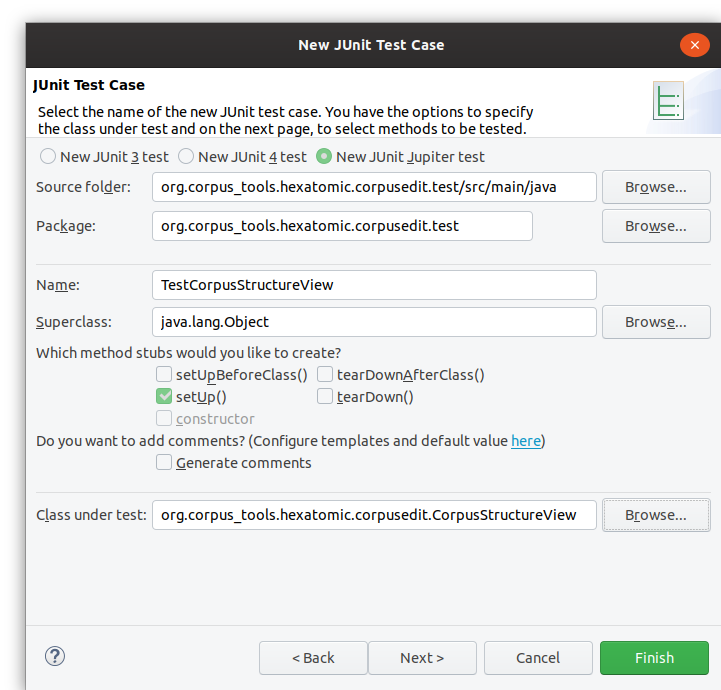 New JUnit Test Case
JUnit Test Case
Select the name of the new JUnit test case. You have the options to specify
the class under test and on the next page, to select methods to be tested.
New JUnit 3 test New JUnit 4 test New JUnit Jupiter test
Source folder: org.corpus_tools.hexatomic.corpusedit.test/src/main/java Browse...
Package: org.corpus_tools.hexatomic.corpusedit.test Browse...
Name: TestCorpusStructureView
Superclass: java.lang.Object Browse...
Which method stubs would you like to create?
setUpBeforeClass() tearDownAfterClass()
setUp() tearDown()
constructor
Do you want to add comments? (Configure templates and default value here)
Generate comments
Class under test: org.corpus_tools.hexatomic.corpusedit.CorpusStructureView Browse...
? < Back Next > Cancel Finish